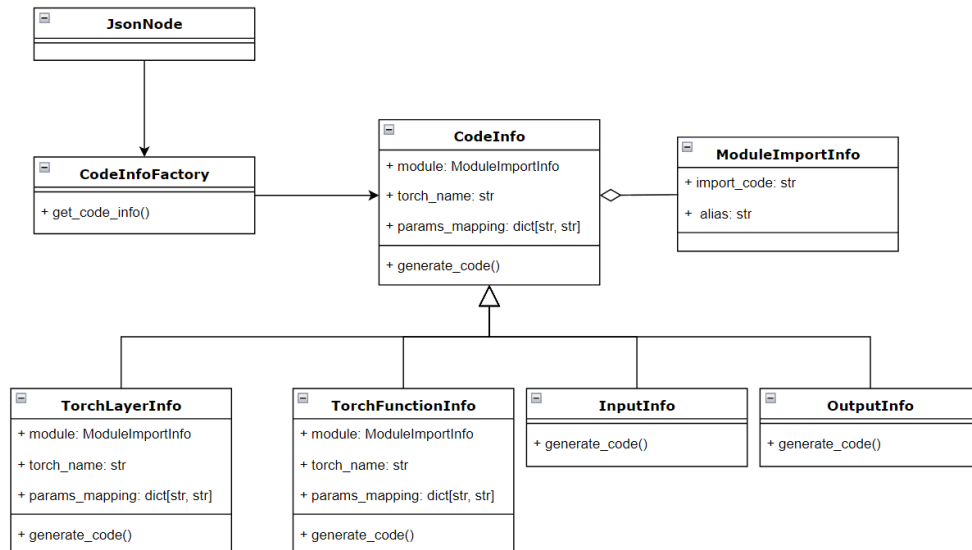 JsonNode
CodeInfoFactory
+ get_code_info()
CodeInfo
+ module: ModuleImportInfo
+ torch_name: str
+ params_mapping: dict[str, str]
+ generate_code()
ModuleImportInfo
+ import_code: str
+ alias: str
TorchLayerInfo
+ module: ModuleImportInfo
+ torch_name: str
+ params_mapping: dict[str, str]
+ generate_code()
TorchFunctionInfo
+ module: ModuleImportInfo
+ torch_name: str
+ params_mapping: dict[str, str]
+ generate_code()
InputInfo
+ generate_code()
OutputInfo
+ generate_code()